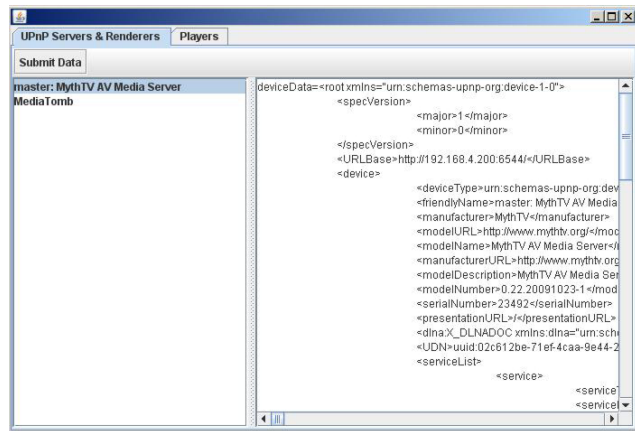 UPnP Servers & Renderers Players
Submit Data
master: MythTV AV Media Server
MediaTomb
deviceData=<root xmlns="urn:schemas-upnp-org:device-1-0">
<specVersion>
<major>1</major>
<minor>0</minor>
</specVersion>
<URLBase>http://192.168.4.200:6544/</URLBase>
<device>
<deviceType>urn:schemas-upnp-org:dev
<friendlyName>master: MythTV AV Media
<manufacturer>MythTV</manufacturer>
<modelURL>http://www.mythtv.org/</moc
<modelName>MythTV AV Media Server</
<manufacturerURL>http://www.mythtv.org
<modelDescription>MythTV AV Media Ser
<modelNumber>0.22.20091023-1</mod
<serialNumber>23492</serialNumber>
<presentationURL>/</presentationURL>
<dlna:X_DLNADOC xmlns:dlna="urn:sche
<UDN>uuid:02c612be-71ef-4caa-9e44-2
<serviceList>
<service>
<service
<service